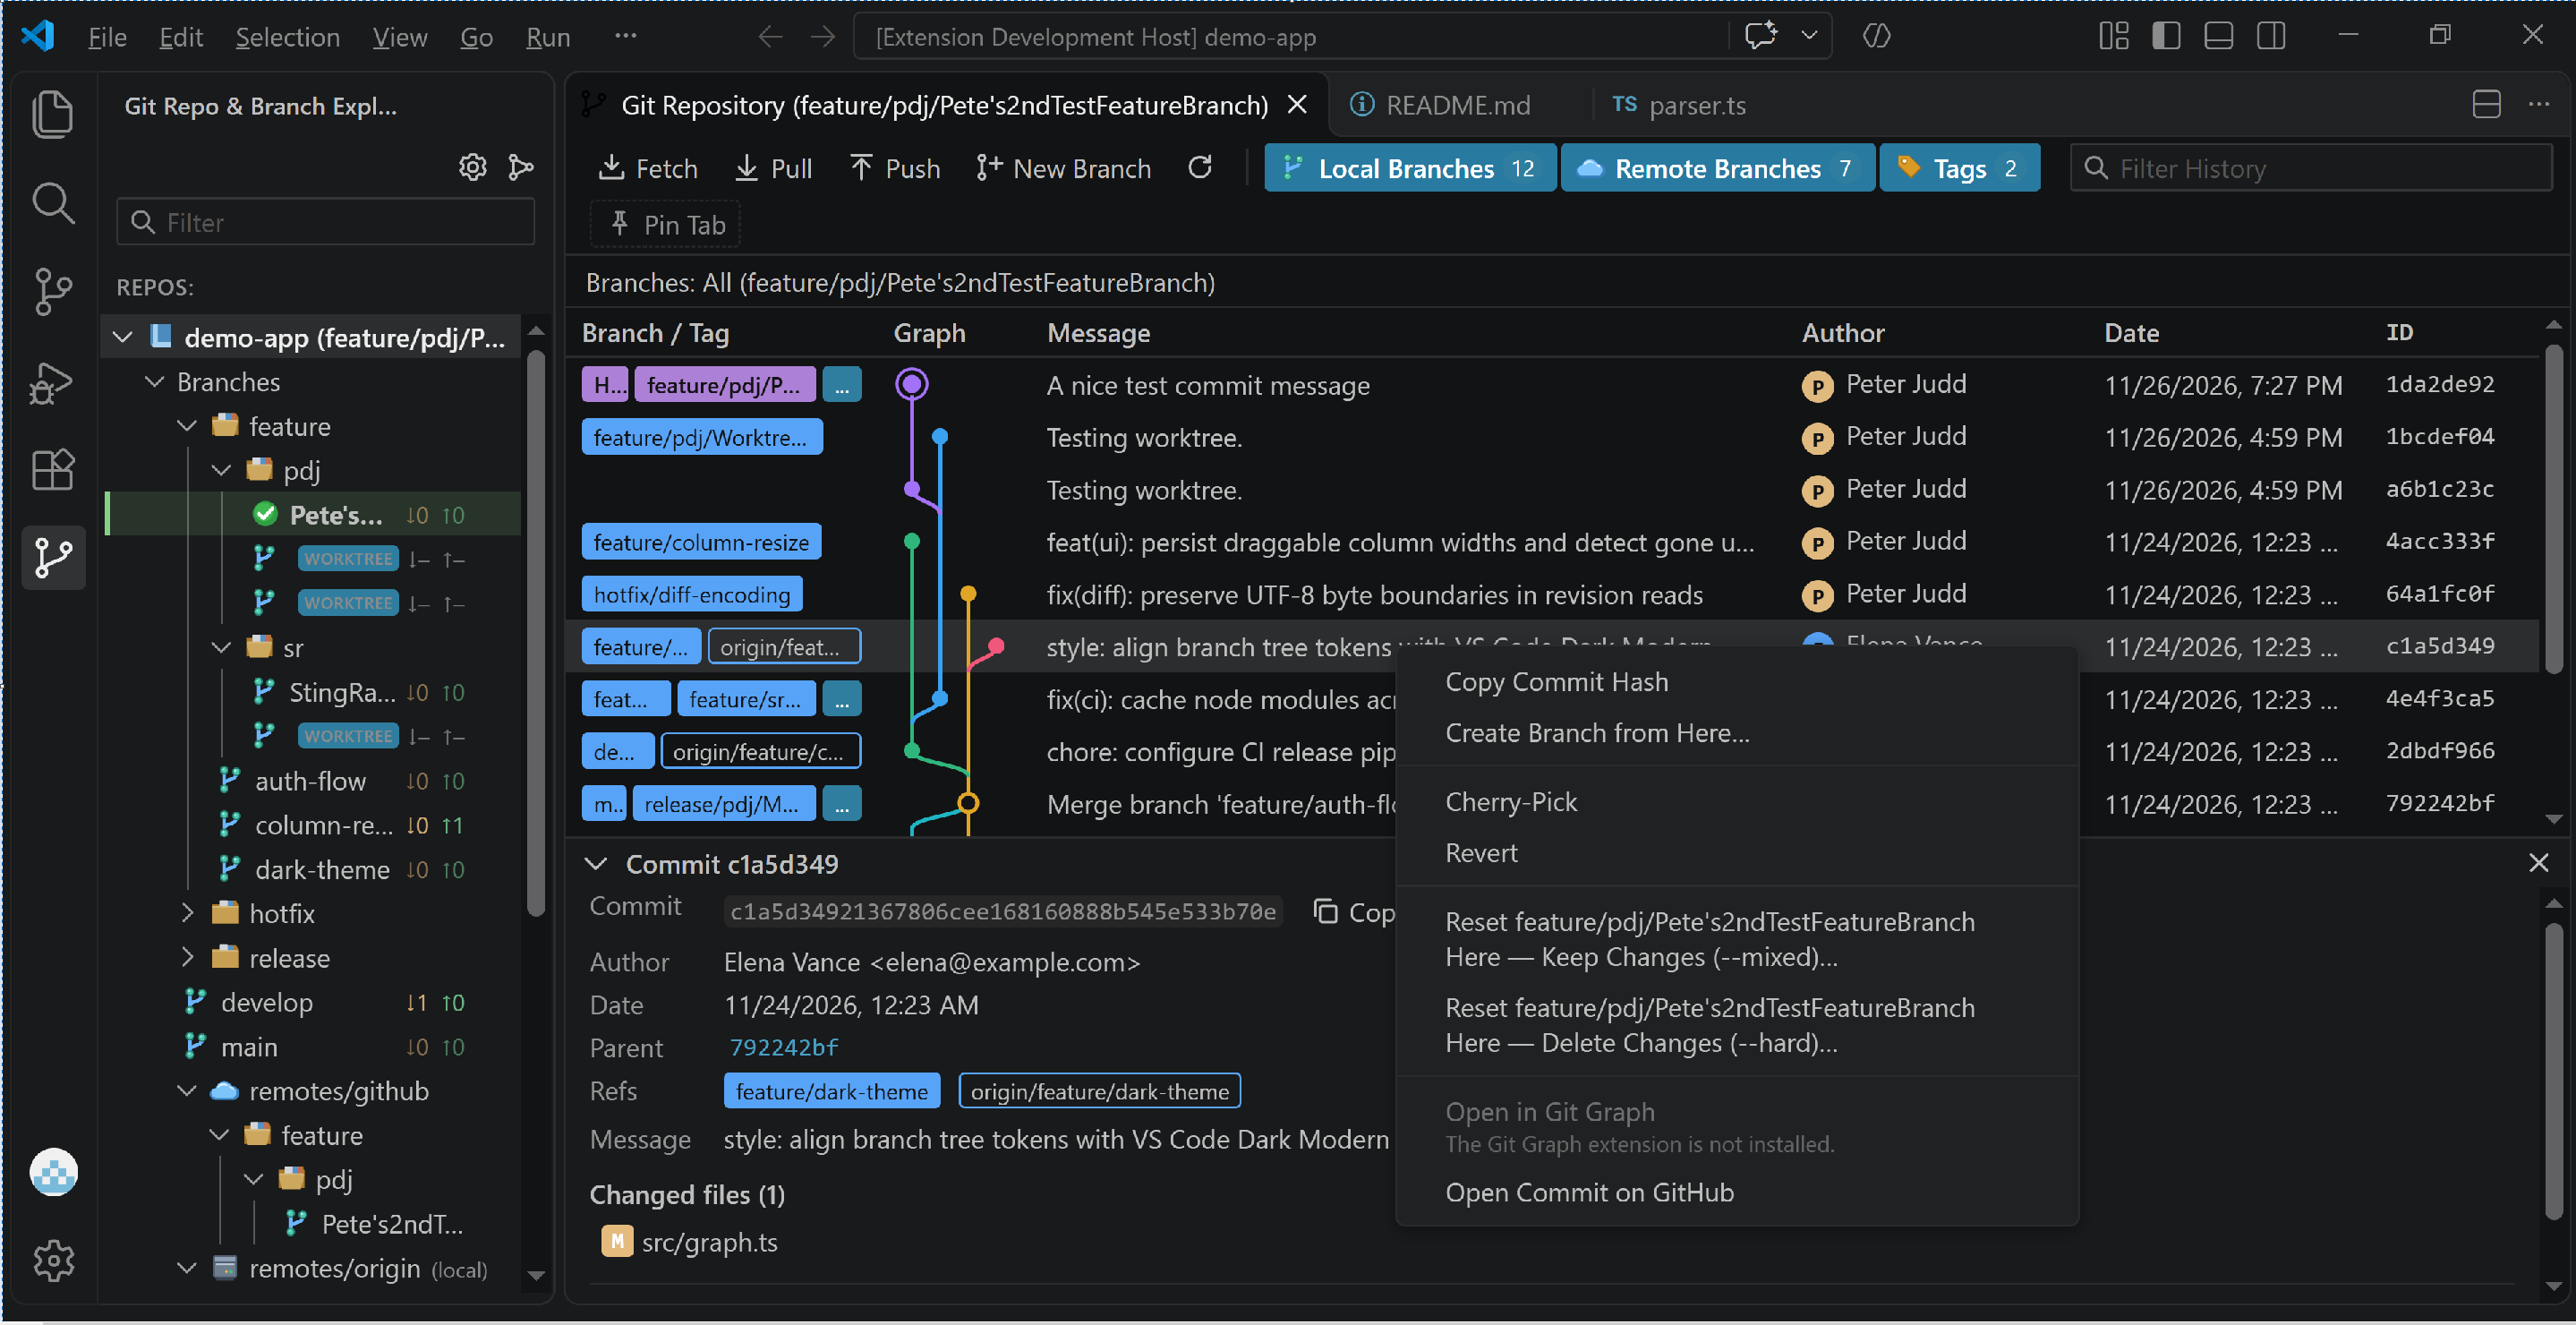 File Edit Selection View Go Run ··· [Extension Development Host] demo-app
Git Repo & Branch Expl...
Filter
REPOS:
demo-app (feature/pdj/P...
Branches
feature
pdj
Pete's... ↓0 ↑0
WORKTREE ↓– ↑–
WORKTREE ↓– ↑–
sr
StingRa... ↓0 ↑0
WORKTREE ↓– ↑–
auth-flow ↓0 ↑0
column-re... ↓0 ↑1
dark-theme ↓0 ↑0
hotfix
release
develop ↓1 ↑0
main ↓0 ↑0
remotes/github
feature
pdj
Pete's2ndT...
remotes/origin (local)
Git Repository (feature/pdj/Pete's2ndTestFeatureBranch) README.md TS parser.ts ···
Fetch Pull Push New Branch Local Branches 12 Remote Branches 7 Tags 2 Filter History
Pin Tab
Branches: All (feature/pdj/Pete's2ndTestFeatureBranch)
Branch / Tag Graph Message Author Date ID
H... feature/pdj/P... ... A nice test commit message P Peter Judd 11/26/2026, 7:27 PM 1da2de92
feature/pdj/Worktre... Testing worktree. P Peter Judd 11/26/2026, 4:59 PM 1bcdef04
Testing worktree. P Peter Judd 11/26/2026, 4:59 PM a6b1c23c
feature/column-resize feat(ui): persist draggable column widths and detect gone u... P Peter Judd 11/24/2026, 12:23 ... 4acc333f
hotfix/diff-encoding fix(diff): preserve UTF-8 byte boundaries in revision reads P Peter Judd 11/24/2026, 12:23 ... 64a1fc0f
feature/... origin/feat... style: align branch tree tokens with VS Code Dark Modern Elena Vance 11/24/2026, 12:23 ... c1a5d349
feat... feature/sr... ... fix(ci): cache node modules 11/24/2026, 12:23 ... 4e4f3ca5
de... origin/feature/c... chore: configure CI release 11/24/2026, 12:23 ... 2dbdf966
m.. release/pdj/M... ... Merge branch 11/24/2026, 12:23 ... 792242bf
Commit c1a5d349
Commit c1a5d34921367806cee168160888b545e533b70e
Author Elena Vance <elena@example.com>
Date 11/24/2026, 12:23 AM
Parent 792242bf
Refs feature/dark-theme origin/feature/dark-theme
Message style: align branch tree tokens with VS Code Dark Modern
Changed files (1)
M src/graph.ts
Copy Commit Hash
Create Branch from Here...
Cherry-Pick
Revert
Reset feature/pdj/Pete's2ndTestFeatureBranch
Here — Keep Changes (--mixed)...
Reset feature/pdj/Pete's2ndTestFeatureBranch
Here — Delete Changes (--hard)...
Open in Git Graph
The Git Graph extension is not installed.
Open Commit on GitHub